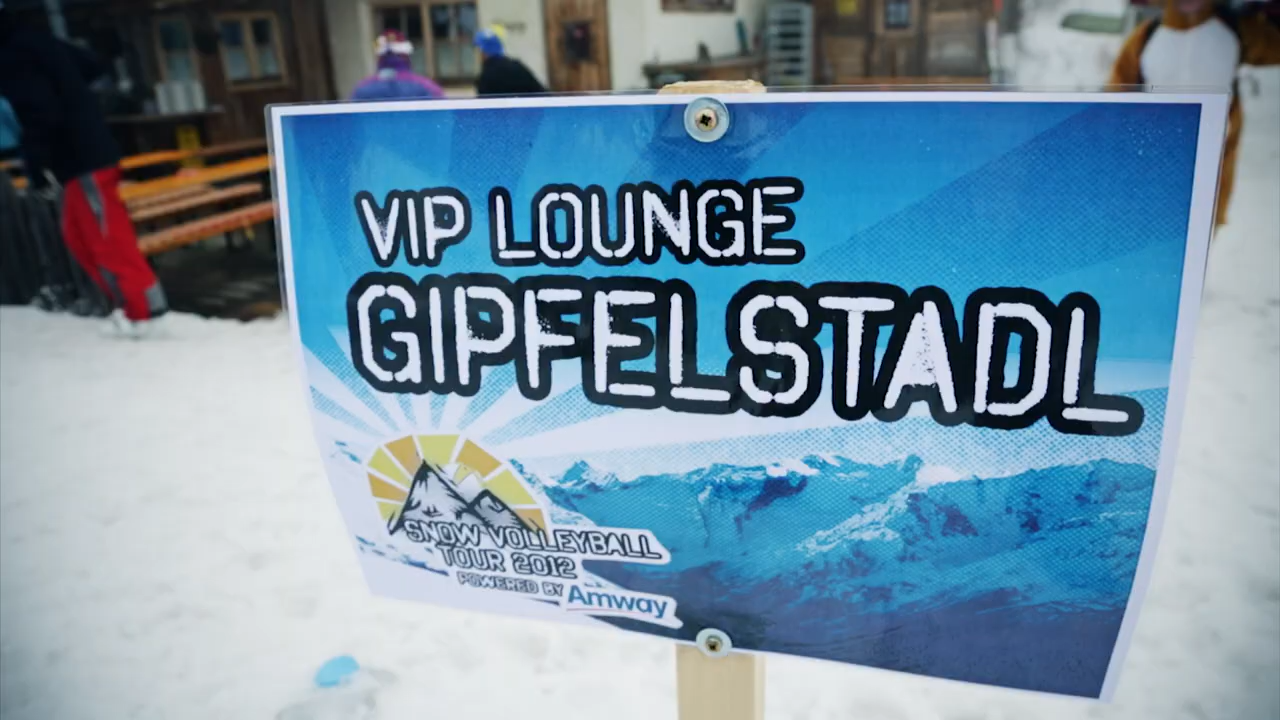 VIP LOUNGE
GIPFELSTADL
SNOW VOLLEYBALL
TOUR 2012
POWERED BY Amway